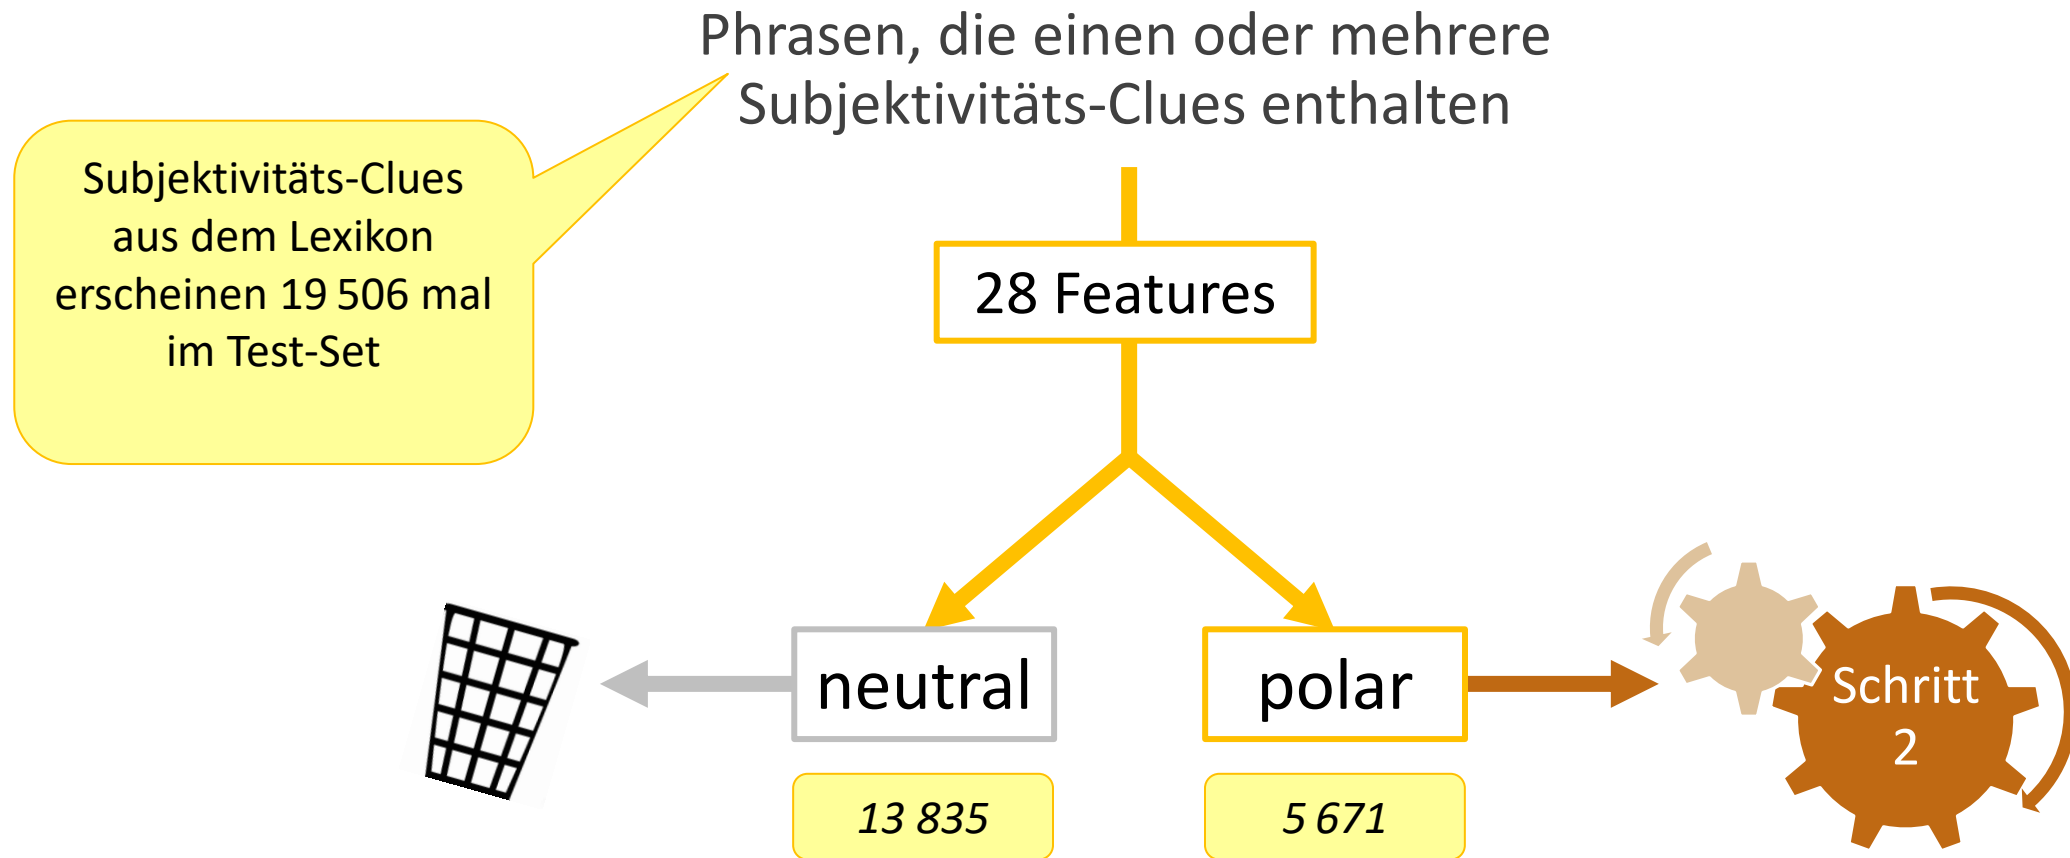 Phrasen, die einen oder mehrere
Subjektivitäts-Clues enthalten
Subjektivitäts-Clues
aus dem Lexikon
erscheinen 19 506 mal
im Test-Set
28 Features
neutral
polar
Schritt
2
13 835
5 671